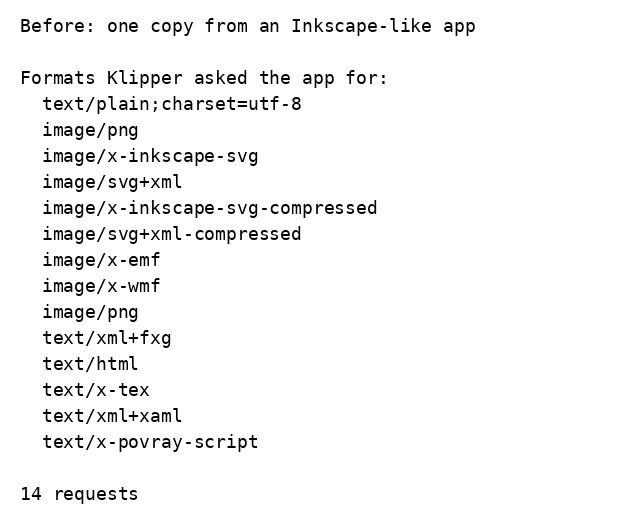 Before: one copy from an Inkscape-like app
Formats Klipper asked the app for:
text/plain;charset=utf-8
image/png
image/x-inkscape-svg
image/svg+xml
image/x-inkscape-svg-compressed
image/svg+xml-compressed
image/x-emf
image/x-wmf
image/png
text/xml+fxg
text/html
text/x-tex
text/xml+xaml
text/x-povray-script
14 requests